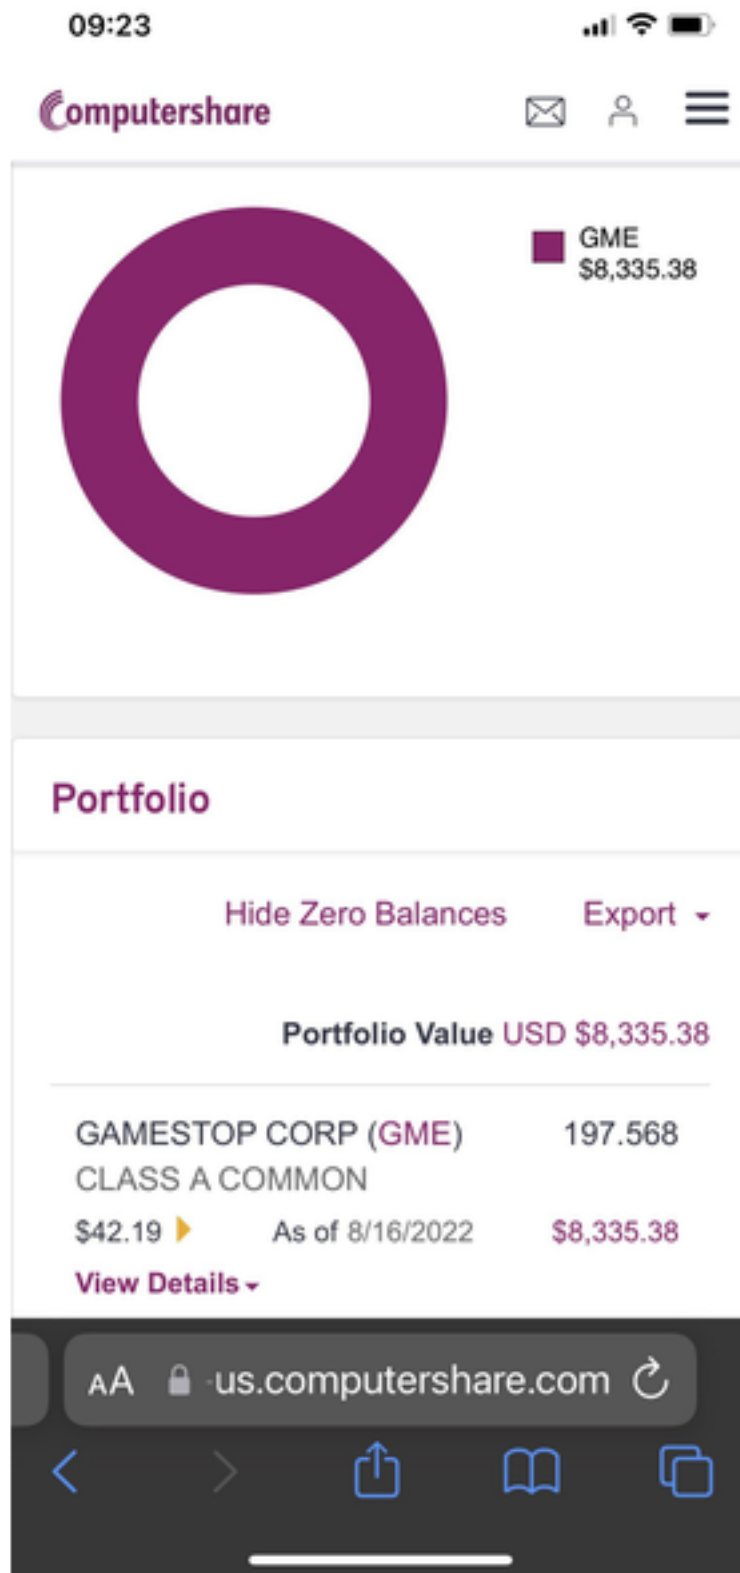 09:23
Computershare
GME
$8,335.38
Portfolio
Hide Zero Balances Export
Portfolio Value USD $8,335.38
GAMESTOP CORP (GME) 197.568
CLASS A COMMON
$42.19 As of 8/16/2022 $8,335.38
View Details
AA -us.computershare.com